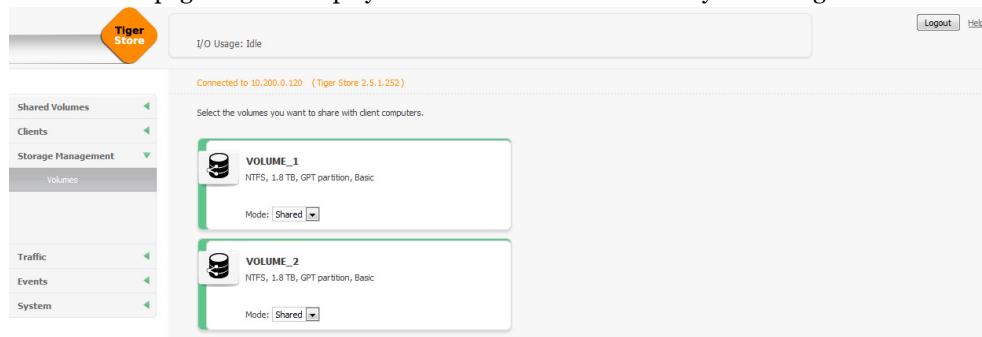 Tiger
Store
I/O Usage: Idle
Logout
Connected to 10.200.0.120 (Tiger Store 2.5.1.252)
Shared Volumes
Clients
Storage Management
Volumes
Traffic
Events
System
Select the volumes you want to share with client computers.
VOLUME_1
NTFS, 1.8 TB, GPT partition, Basic
Mode: Shared
VOLUME_2
NTFS, 1.8 TB, GPT partition, Basic
Mode: Shared